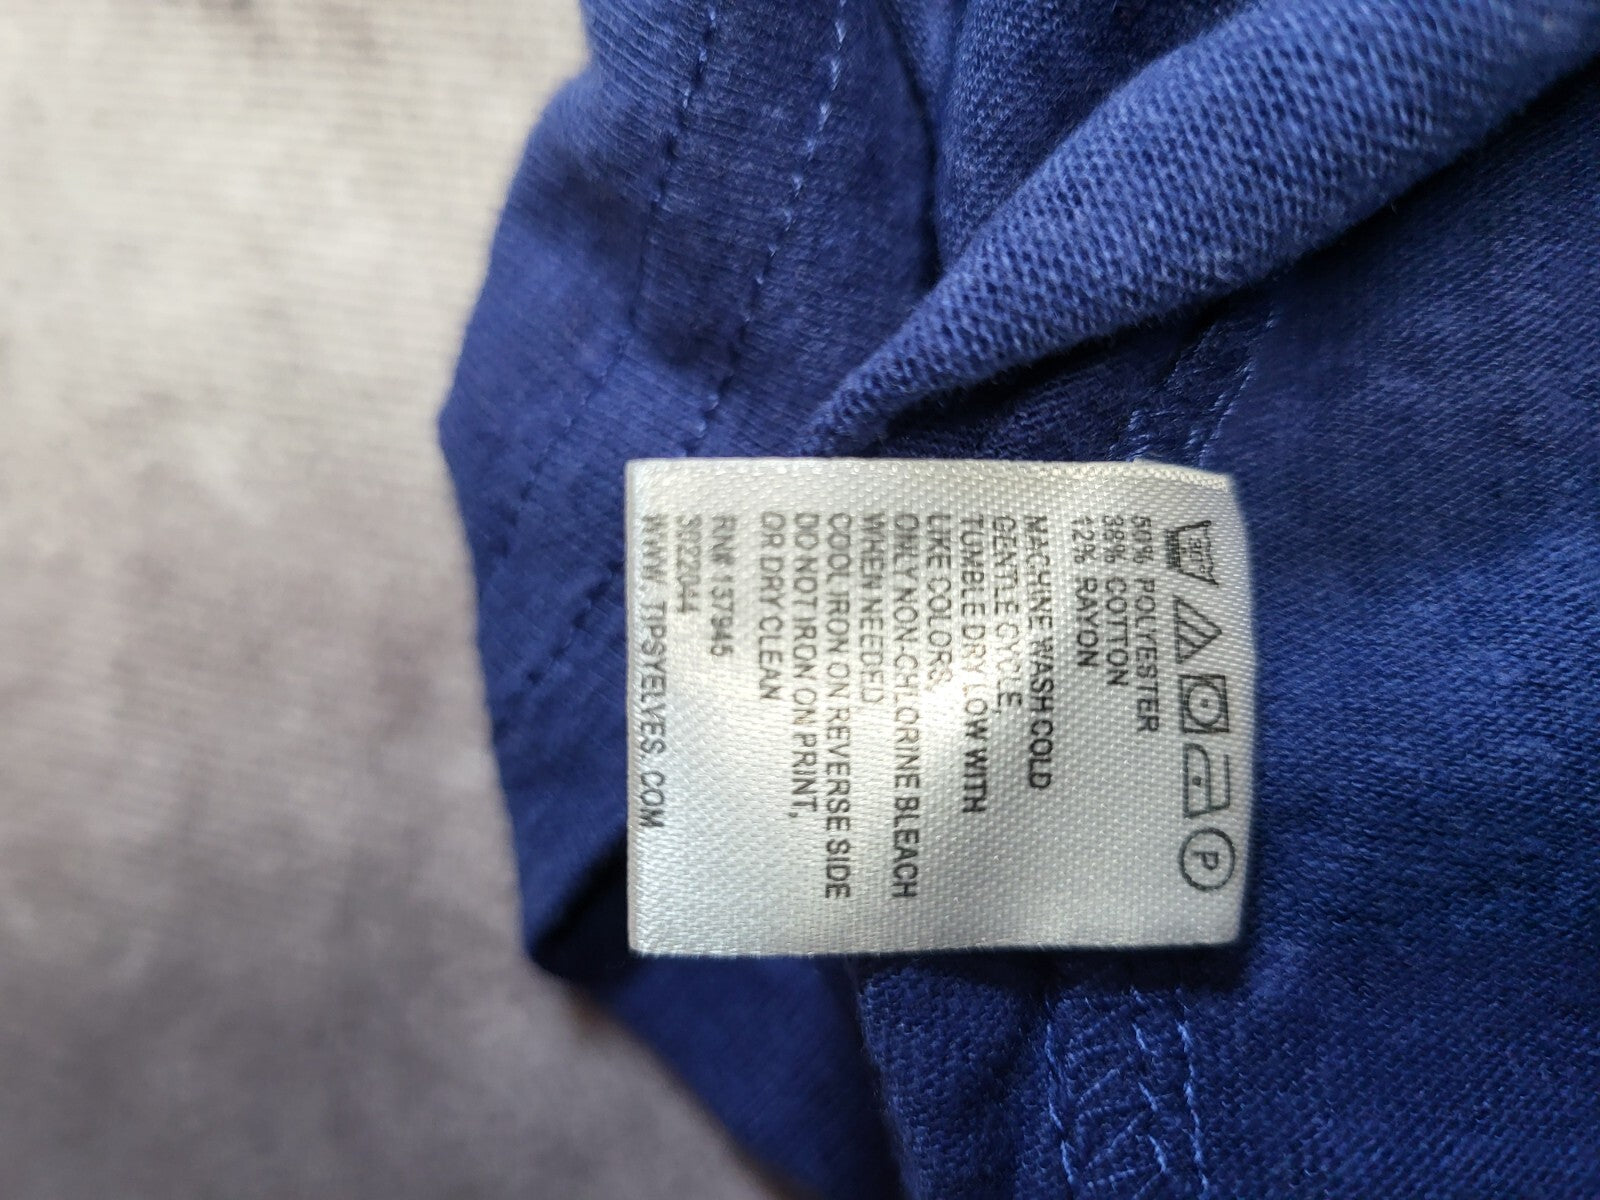 30°
P
50% POLYESTER
38% COTTON
12% RAYON
MACHINE WASH COLD
GENTLE CYCLE,
TUMBLE DRY LOW WITH
LIKE COLORS,
ONLY NON-CHLORINE BLEACH
WHEN NEEDED
COOL IRON ON REVERSE SIDE
DO NOT IRON ON PRINT,
OR DRY CLEAN
RN# 137945
3622044
WWW.TIPSYELVES.COM